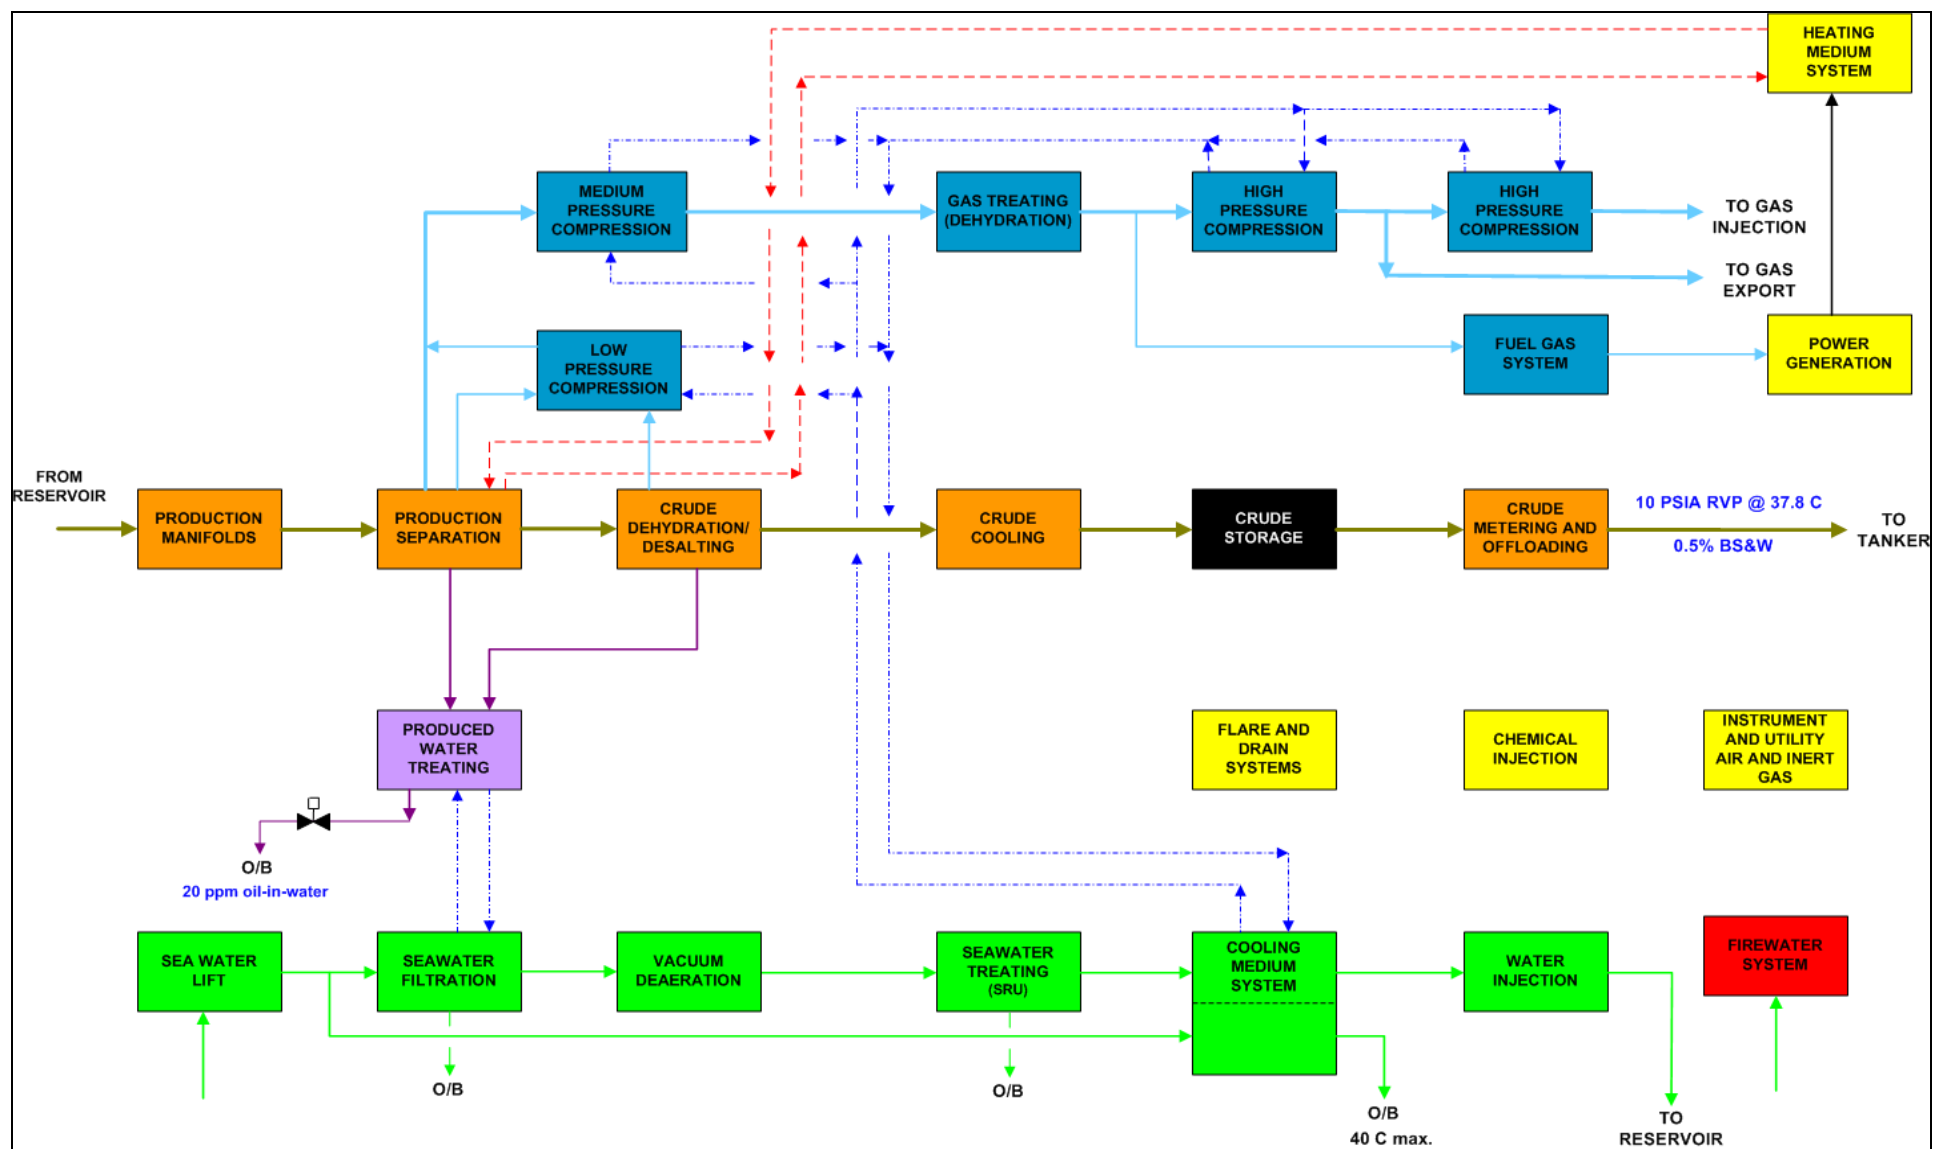 HEATING
MEDIUM
SYSTEM
MEDIUM
PRESSURE
COMPRESSION
GAS TREATING
(DEHYDRATION)
HIGH
PRESSURE
COMPRESSION
HIGH
PRESSURE
COMPRESSION
TO GAS
INJECTION
TO GAS
EXPORT
LOW
PRESSURE
COMPRESSION
FUEL GAS
SYSTEM
POWER
GENERATION
FROM
RESERVOIR
PRODUCTION
MANIFOLDS
PRODUCTION
SEPARATION
CRUDE
DEHYDRATION/
DESALTING
CRUDE
COOLING
CRUDE
STORAGE
CRUDE
METERING AND
OFFLOADING
10 PSIA RVP @ 37.8 C
0.5% BS&W
TO
TANKER
PRODUCED
WATER
TREATING
FLARE AND
DRAIN
SYSTEMS
CHEMICAL
INJECTION
INSTRUMENT
AND UTILITY
AIR AND INERT
GAS
O/B
20 ppm oil-in-water
SEA WATER
LIFT
SEAWATER
FILTRATION
VACUUM
DEAERATION
SEAWATER
TREATING
(SRU)
COOLING
MEDIUM
SYSTEM
WATER
INJECTION
FIREWATER
SYSTEM
O/B
O/B
O/B
40 C max.
TO
RESERVOIR